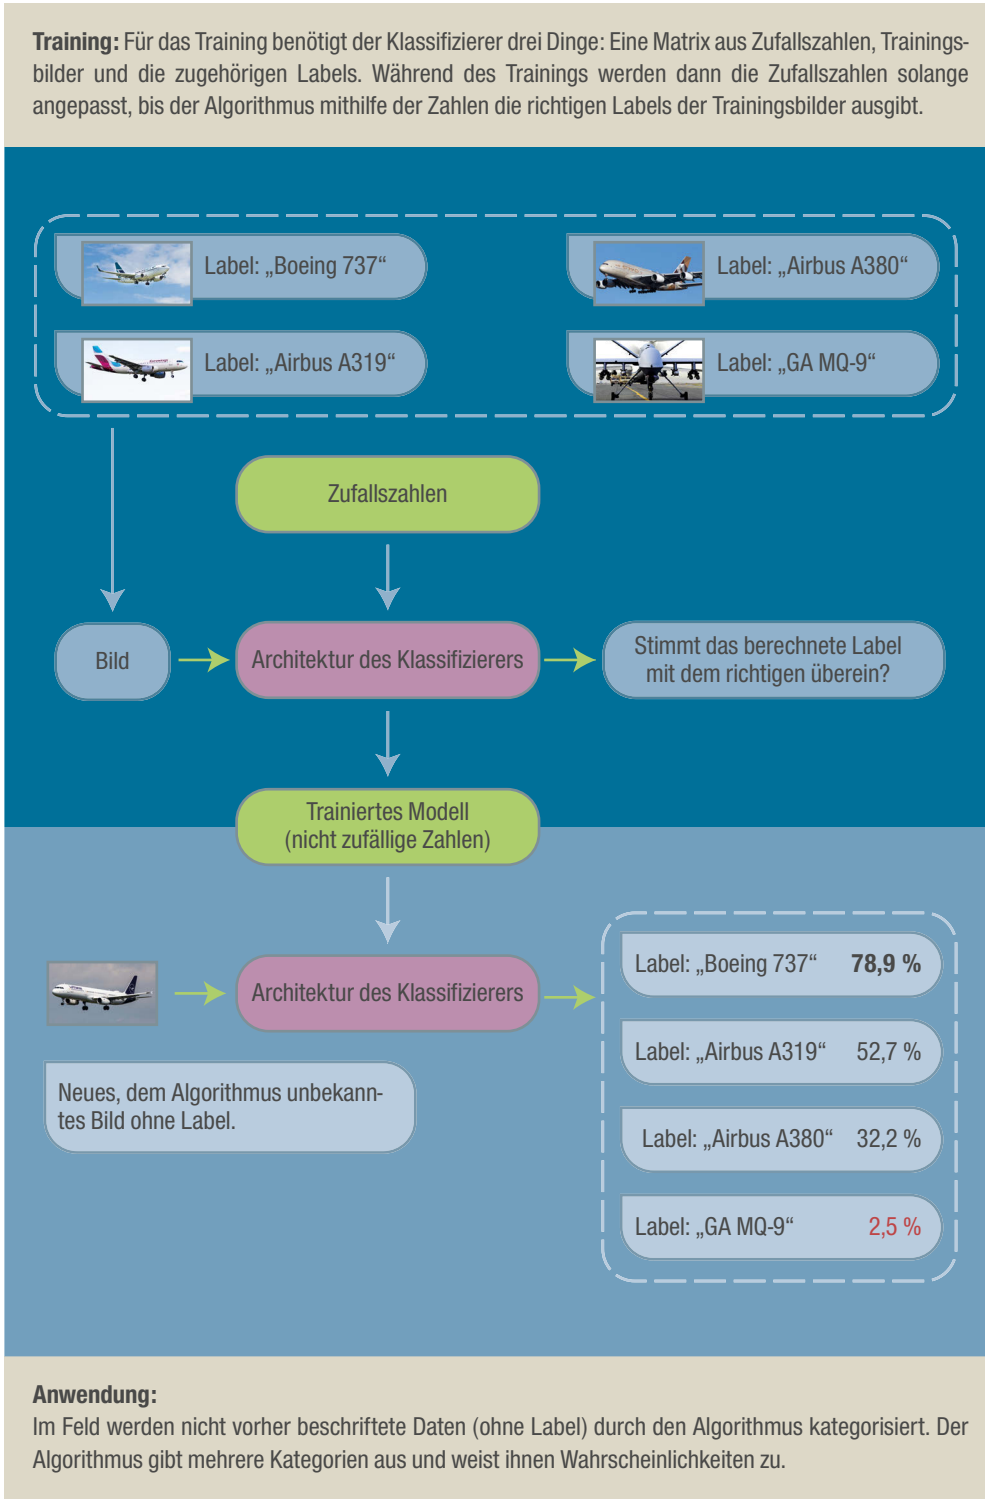 Training: Für das Training benötigt der Klassifizierer drei Dinge: Eine Matrix aus Zufallszahlen, Trainings-
bilder und die zugehörigen Labels. Während des Trainings werden dann die Zufallszahlen solange
angepasst, bis der Algorithmus mithilfe der Zahlen die richtigen Labels der Trainingsbilder ausgibt.
Label: „Boeing 737“
Label: „Airbus A380“
Label: „Airbus A319“
Label: „GA MQ-9“
Zufallszahlen
Bild
Architektur des Klassifizierers
Stimmt das berechnete Label
mit dem richtigen überein?
Trainiertes Modell
(nicht zufällige Zahlen)
Architektur des Klassifizierers
Neues, dem Algorithmus unbekann-
tes Bild ohne Label.
Label: „Boeing 737“ 78,9 %
Label: „Airbus A319“ 52,7 %
Label: „Airbus A380“ 32,2 %
Label: „GA MQ-9“ 2,5 %
Anwendung:
Im Feld werden nicht vorher beschriftete Daten (ohne Label) durch den Algorithmus kategorisiert. Der
Algorithmus gibt mehrere Kategorien aus und weist ihnen Wahrscheinlichkeiten zu.